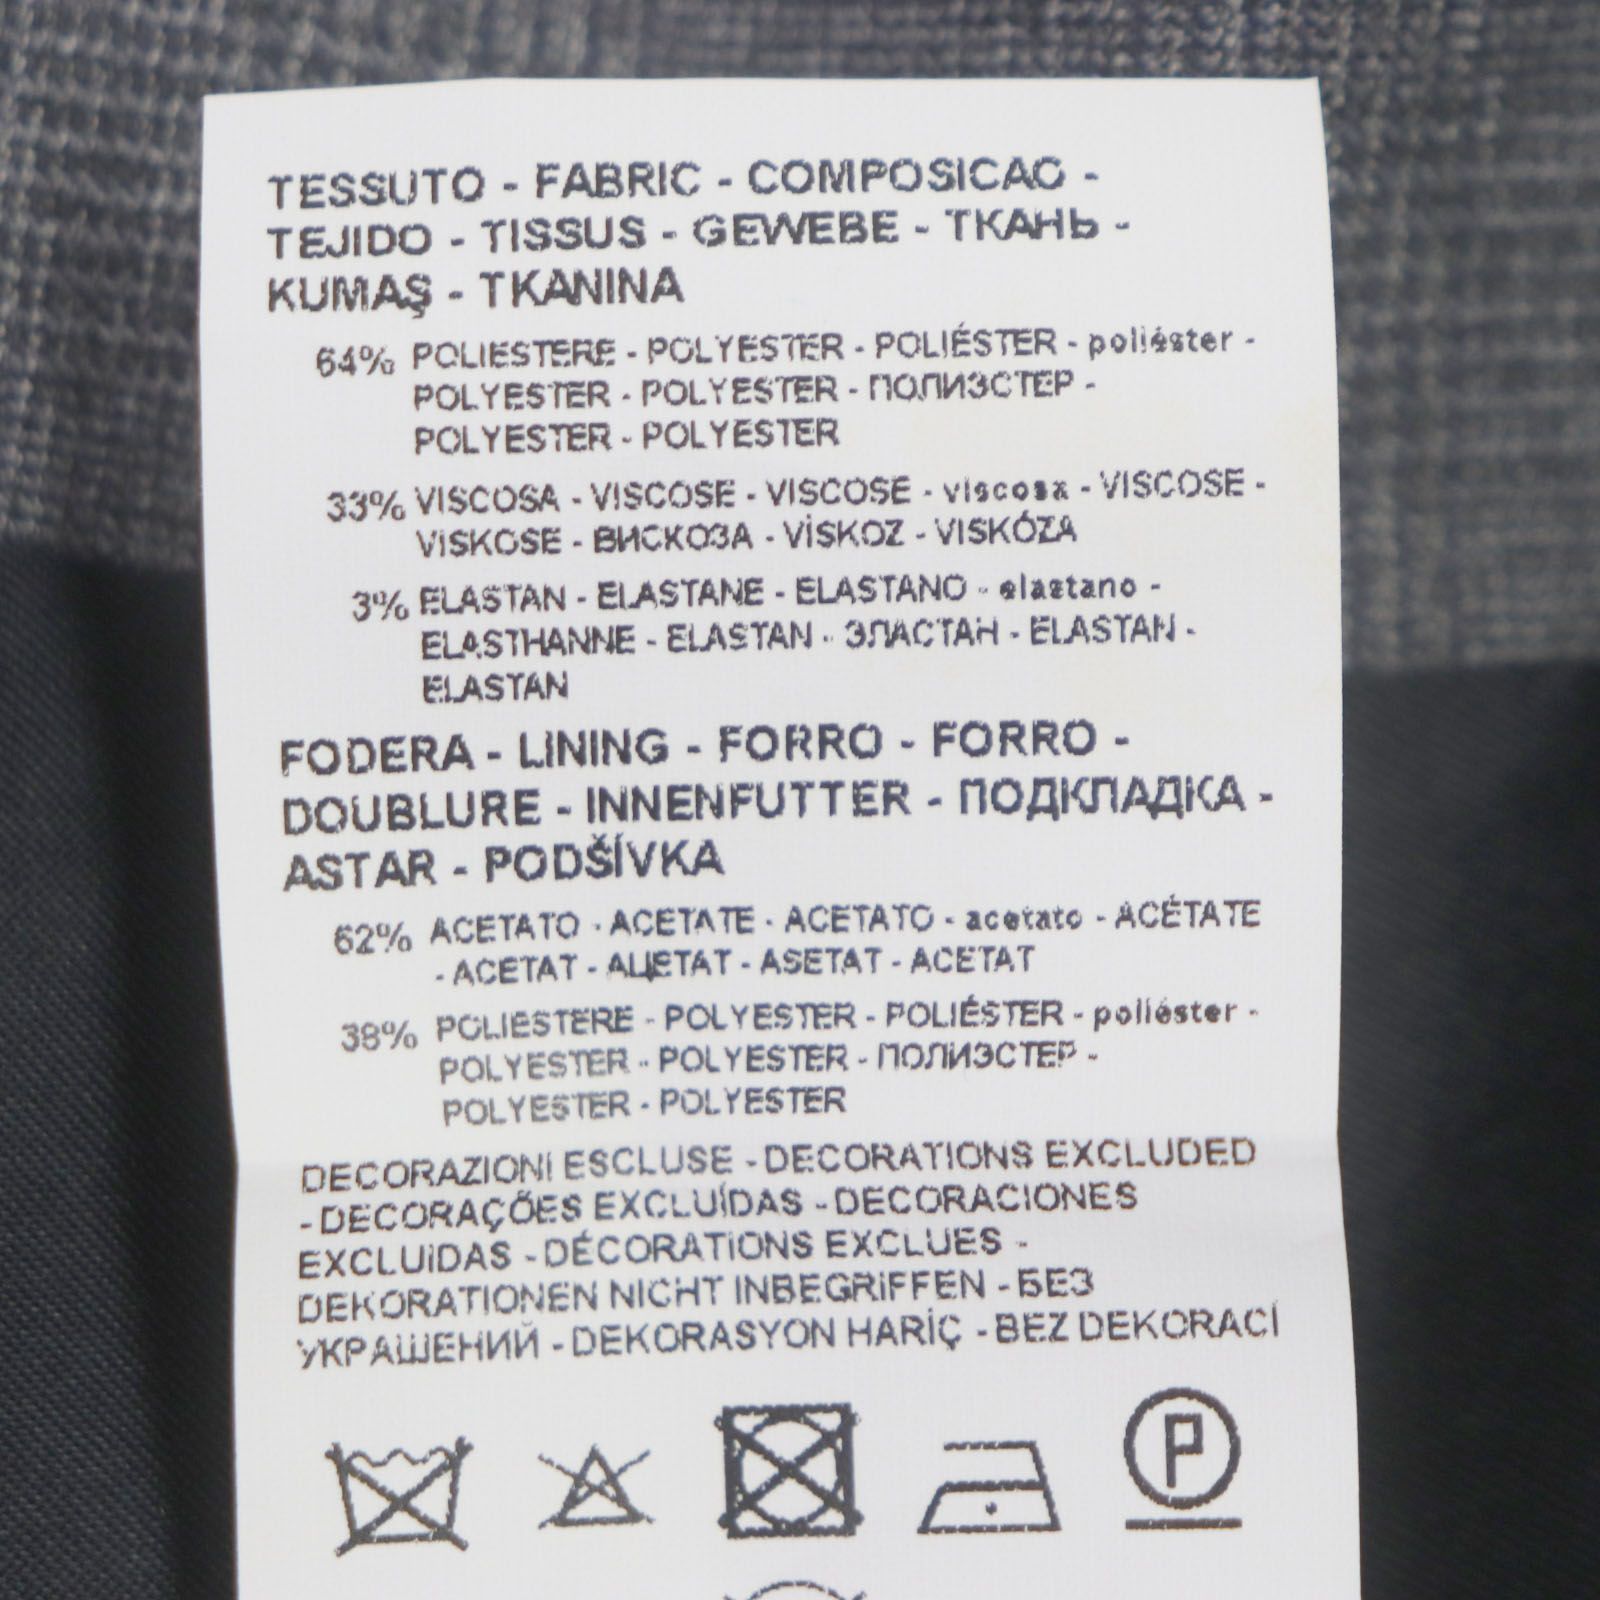 TESSUTO - FABRIC - COMPOSICAO -
TEJIDO - TISSUS - GEWEBE - ТКАНЬ -
KUMAŞ - TKANINA
64% POLIESTERE - POLYESTER - POLIÉSTER - poliéster -
POLYESTER - POLYESTER - ПОЛИЭСТЕР -
POLYESTER - POLYESTER
33% VISCOSA - VISCOSE - VISCOSE - viscosa - VISCOSE -
VISKOSE - ВИСКОЗА - VİSKOZ - VISKÓZA
3% ELASTAN - ELASTANE - ELASTANO - elastano -
ELASTHANNE - ELASTAN - ЭЛАСТАН - ELASTAN -
ELASTAN
FODERA - LINING - FORRO - FORRO -
DOUBLURE - INNENFUTTER - ПОДКЛАДКА -
ASTAR - PODŠÍVKA
62% ACETATO - ACETATE - ACETATO - acetato - ACÉTATE
- ACETAT - АЦЕТАТ - ASETAT - ACETAT
38% POLIESTERE - POLYESTER - POLIÉSTER - poliéster -
POLYESTER - POLYESTER - ПОЛИЭСТЕР -
POLYESTER - POLYESTER
DECORAZIONI ESCLUSE - DECORATIONS EXCLUDED
- DECORAÇÕES EXCLUÍDAS - DECORACIONES
EXCLUIDAS - DÉCORATIONS EXCLUES -
DEKORATIONEN NICHT INBEGRIFFEN - БЕЗ
УКРАШЕНИЙ - DEKORASYON HARİÇ - BEZ DEKORACÍ
P